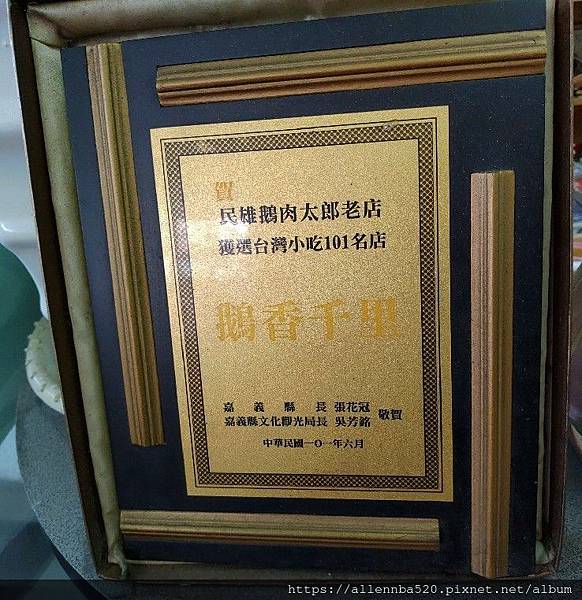 賀
民雄鵝肉太郎老店
獲選台灣小吃101名店
鵝香千里
嘉義縣長 張花冠
嘉義縣文化觀光局長 吳芳銘 敬賀
中華民國一○一年六月
https://allennba520.pixnet.net/album